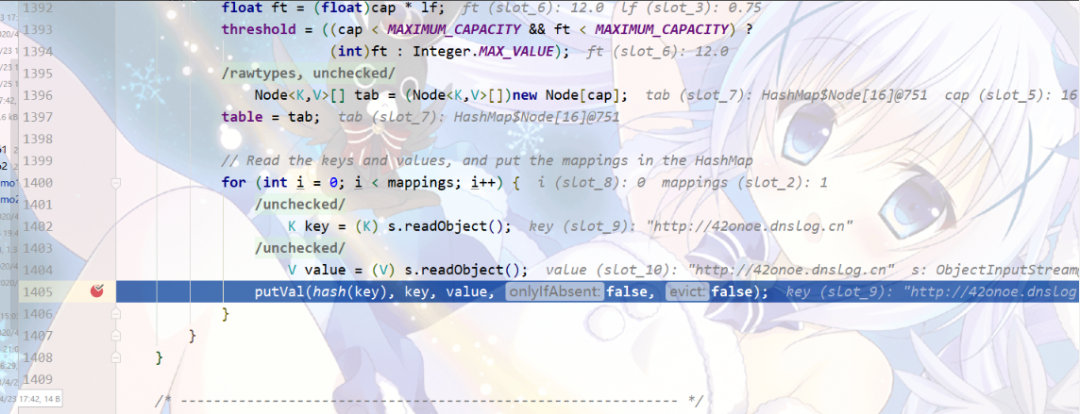 1392 float ft = (float)cap * lf; ft (slot_6): 12.0 lf (slot_3): 0.75
1393 threshold = ((cap < MAXIMUM_CAPACITY && ft < MAXIMUM_CAPACITY) ?
1394 (int)ft : Integer.MAX_VALUE); ft (slot_6): 12.0
1395 /rawtypes, unchecked/
1396 Node<K,V>[] tab = (Node<K,V>[])new Node[cap]; tab (slot_7): HashMap$Node[16]@751 cap (slot_5): 16
1397 table = tab; tab (slot_7): HashMap$Node[16]@751
1398
1399 // Read the keys and values, and put the mappings in the HashMap
1400 for (int i = 0; i < mappings; i++) { i (slot_8): 0 mappings (slot_2): 1
1401 /unchecked/
1402 K key = (K) s.readObject(); key (slot_9): "http://42onoe.dnslog.cn"
1403 /unchecked/
1404 V value = (V) s.readObject(); value (slot_10): "http://42onoe.dnslog.cn" s: ObjectInputStream
1405 putVal(hash(key), key, value, onlyIfAbsent: false, evict: false); key (slot_9): "http://42onoe.dnslog
1406 }
1407 }
1408 }
1409
/* ------------------------------------------------------------ */
17:42, 14 B